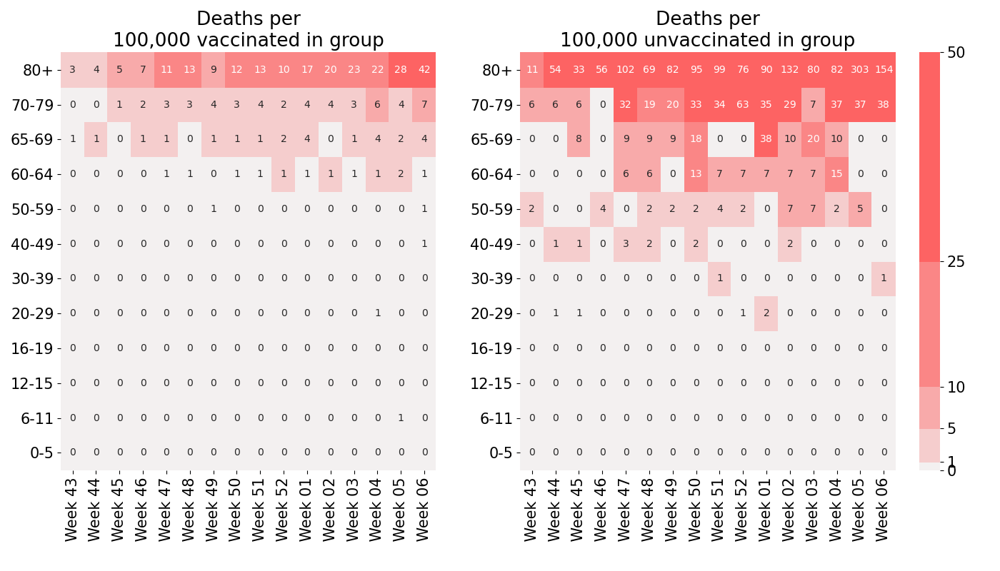 Deaths per
100,000 vaccinated in group
80+ 3 4 5 7 11 13 9 12 13 10 17 20 23 22 28 42
70-79 0 0 1 2 3 3 4 3 4 2 4 4 3 6 4 7
65-69 1 1 0 1 1 0 1 1 1 2 4 0 1 4 2 4
60-64 0 0 0 0 1 1 0 1 1 1 1 1 1 1 2 1
50-59 0 0 0 0 0 0 1 0 0 0 0 0 0 0 0 1
40-49 0 0 0 0 0 0 0 0 0 0 0 0 0 0 0 1
30-39 0 0 0 0 0 0 0 0 0 0 0 0 0 0 0 0
20-29 0 0 0 0 0 0 0 0 0 0 0 0 0 1 0 0
16-19 0 0 0 0 0 0 0 0 0 0 0 0 0 0 0 0
12-15 0 0 0 0 0 0 0 0 0 0 0 0 0 0 0 0
6-11 0 0 0 0 0 0 0 0 0 0 0 0 0 0 1 0
0-5 0 0 0 0 0 0 0 0 0 0 0 0 0 0 0 0
Week 43 Week 44 Week 45 Week 46 Week 47 Week 48 Week 49 Week 50 Week 51 Week 52 Week 01 Week 02 Week 03 Week 04 Week 05 Week 06
Deaths per
100,000 unvaccinated in group
80+ 11 54 33 56 102 69 82 95 99 76 90 132 80 82 303 154
70-79 6 6 6 0 32 19 20 33 34 63 35 29 7 37 37 38
65-69 0 0 8 0 9 9 9 18 0 0 38 10 20 10 0 0
60-64 0 0 0 0 6 6 0 13 7 7 7 7 7 15 0 0
50-59 2 0 0 4 0 2 2 2 4 2 0 7 7 2 5 0
40-49 0 1 1 0 3 2 0 2 0 0 0 2 0 0 0 0
30-39 0 0 0 0 0 0 0 0 1 0 0 0 0 0 0 1
20-29 0 1 1 0 0 0 0 0 0 1 2 0 0 0 0 0
16-19 0 0 0 0 0 0 0 0 0 0 0 0 0 0 0 0
12-15 0 0 0 0 0 0 0 0 0 0 0 0 0 0 0 0
6-11 0 0 0 0 0 0 0 0 0 0 0 0 0 0 0 0
0-5 0 0 0 0 0 0 0 0 0 0 0 0 0 0 0 0
Week 43 Week 44 Week 45 Week 46 Week 47 Week 48 Week 49 Week 50 Week 51 Week 52 Week 01 Week 02 Week 03 Week 04 Week 05 Week 06
50
25
10
5
1
0